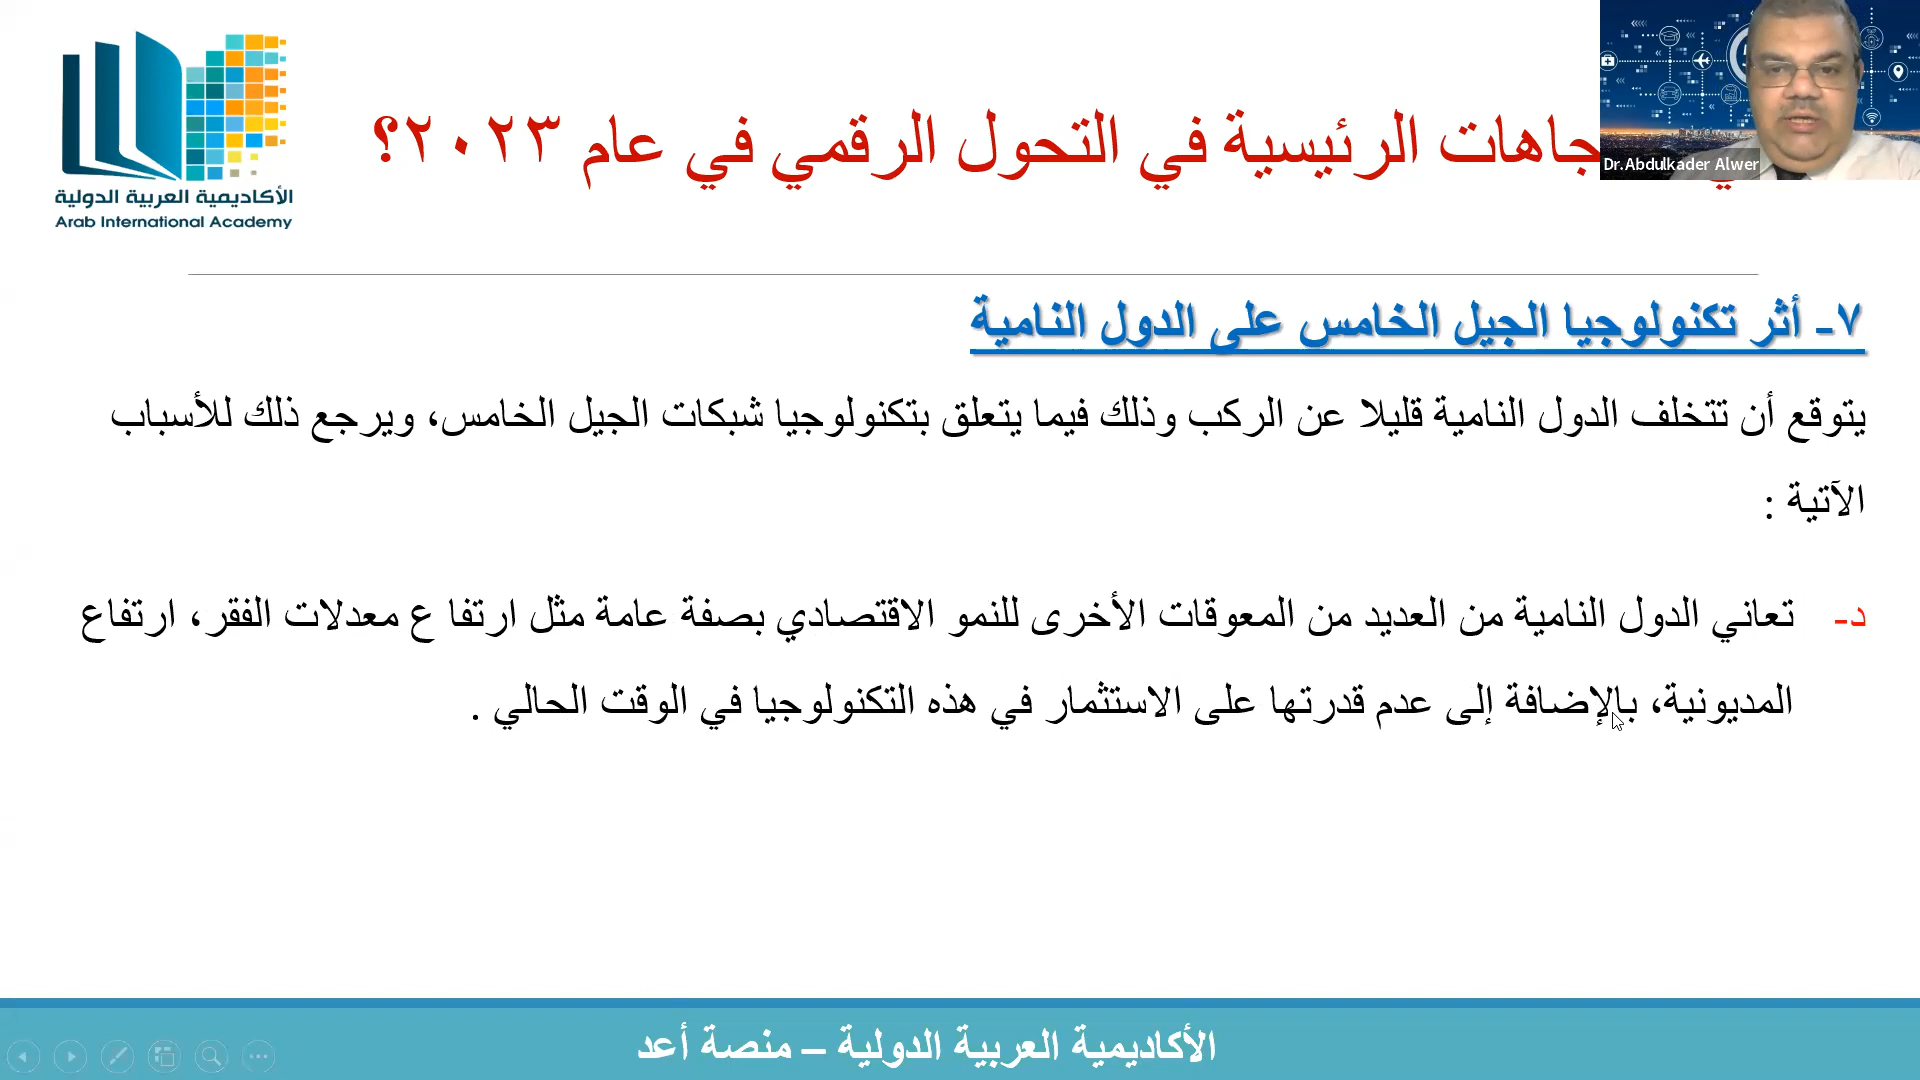 الأكاديمية العربية الدولية
Arab International Academy
جاهات الرئيسية في التحول الرقمي في عام ٢٠٢٣؟
Dr.Abdulkader Alwer
٧- أثر تكنولوجيا الجيل الخامس على الدول النامية
يتوقع أن تتخلف الدول النامية قليلا عن الركب وذلك فيما يتعلق بتكنولوجيا شبكات الجيل الخامس، ويرجع ذلك للأسباب
الآتية :
د- تعاني الدول النامية من العديد من المعوقات الأخرى للنمو الاقتصادي بصفة عامة مثل ارتفا ع معدلات الفقر، ارتفاع
المديونية، بالإضافة إلى عدم قدرتها على الاستثمار في هذه التكنولوجيا في الوقت الحالي .
الأكاديمية العربية الدولية – منصة أعد